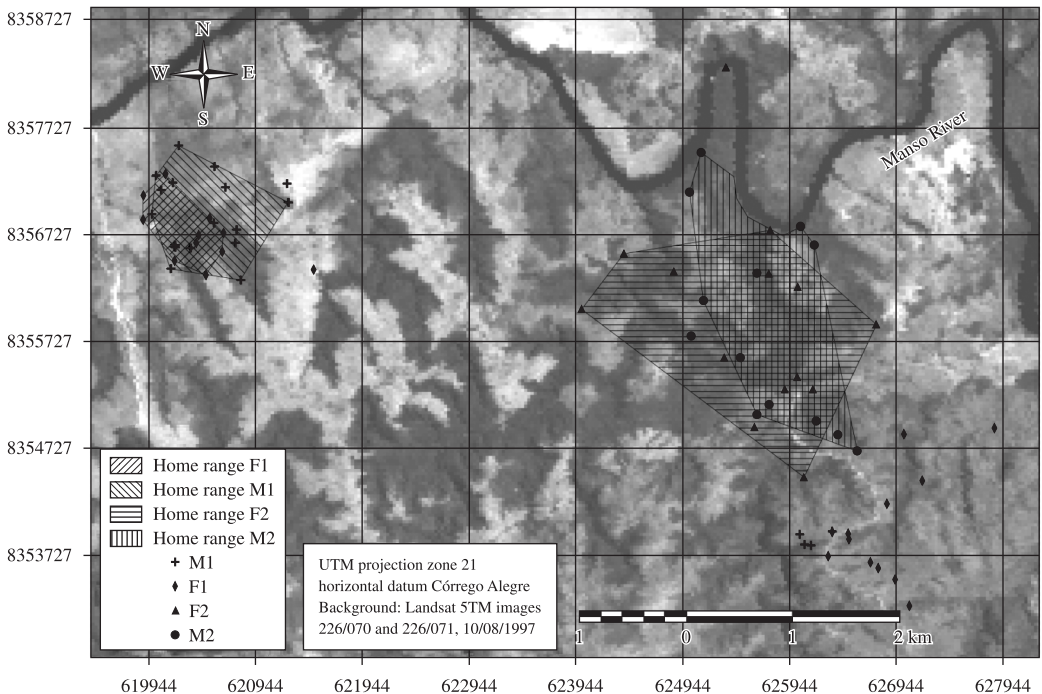 8358727
8357727
8356727
8355727
8354727
8353727
N
W
E
S
Manso River
Home range F1
Home range M1
Home range F2
Home range M2
M1
F1
F2
M2
UTM projection zone 21
horizontal datum Córrego Alegre
Background: Landsat 5TM images
226/070 and 226/071, 10/08/1997
1 0 1 2 km
619944 620944 621944 622944 623944 624944 625944 626944 627944